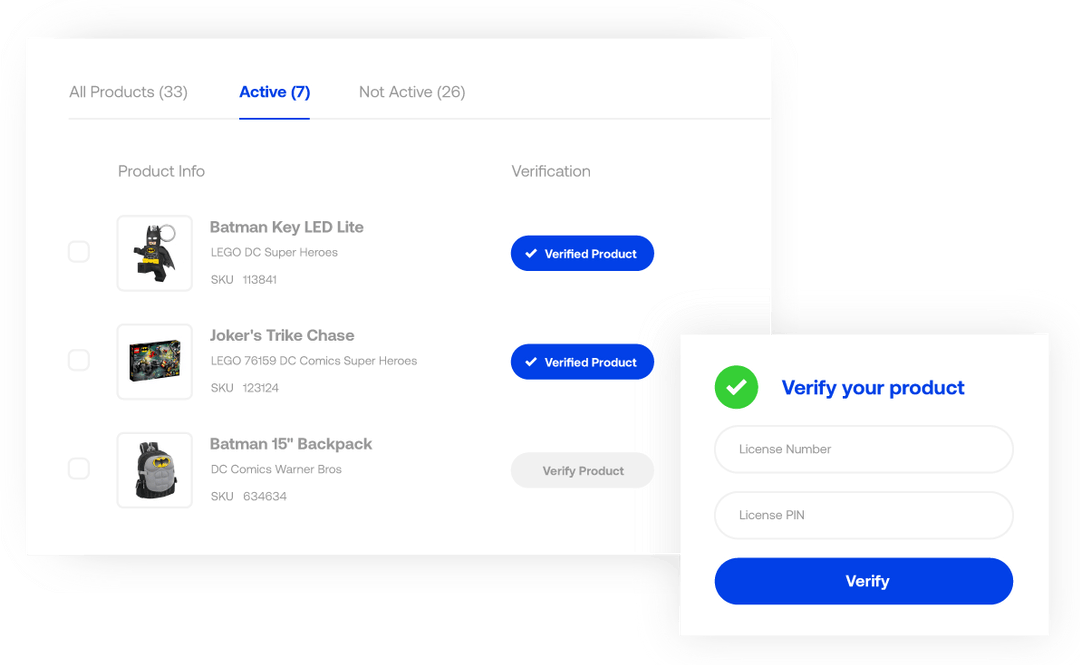 All Products (33)
Active (7)
Not Active (26)
Product Info
Verification
Batman Key LED Lite
LEGO DC Super Heroes
SKU 113841
Verified Product
Joker's Trike Chase
LEGO 76159 DC Comics Super Heroes
SKU 123124
Verified Product
Batman 15" Backpack
DC Comics Warner Bros
SKU 634634
Verify Product
Verify your product
License Number
License PIN
Verify